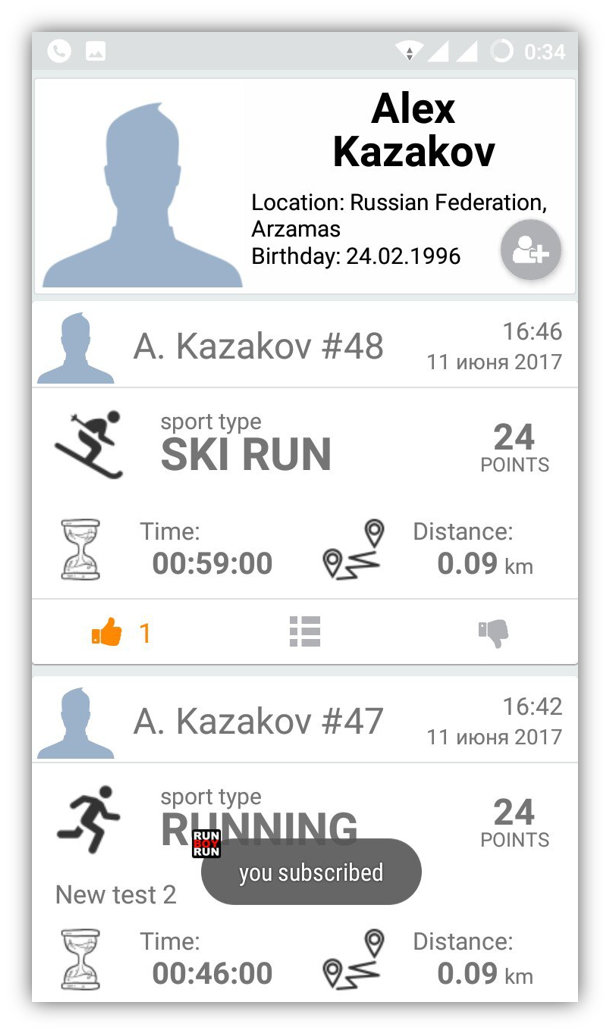 0:34
Alex
Kazakov
Location: Russian Federation,
Arzamas
Birthday: 24.02.1996
A. Kazakov #48
16:46
11 июня 2017
sport type
SKI RUN
24
POINTS
Time:
00:59:00
Distance:
0.09 km
1
A. Kazakov #47
16:42
11 июня 2017
sport type
RUNNING
24
POINTS
RUN
BOY
RUN
you subscribed
New test 2
Time:
00:46:00
Distance:
0.09 km